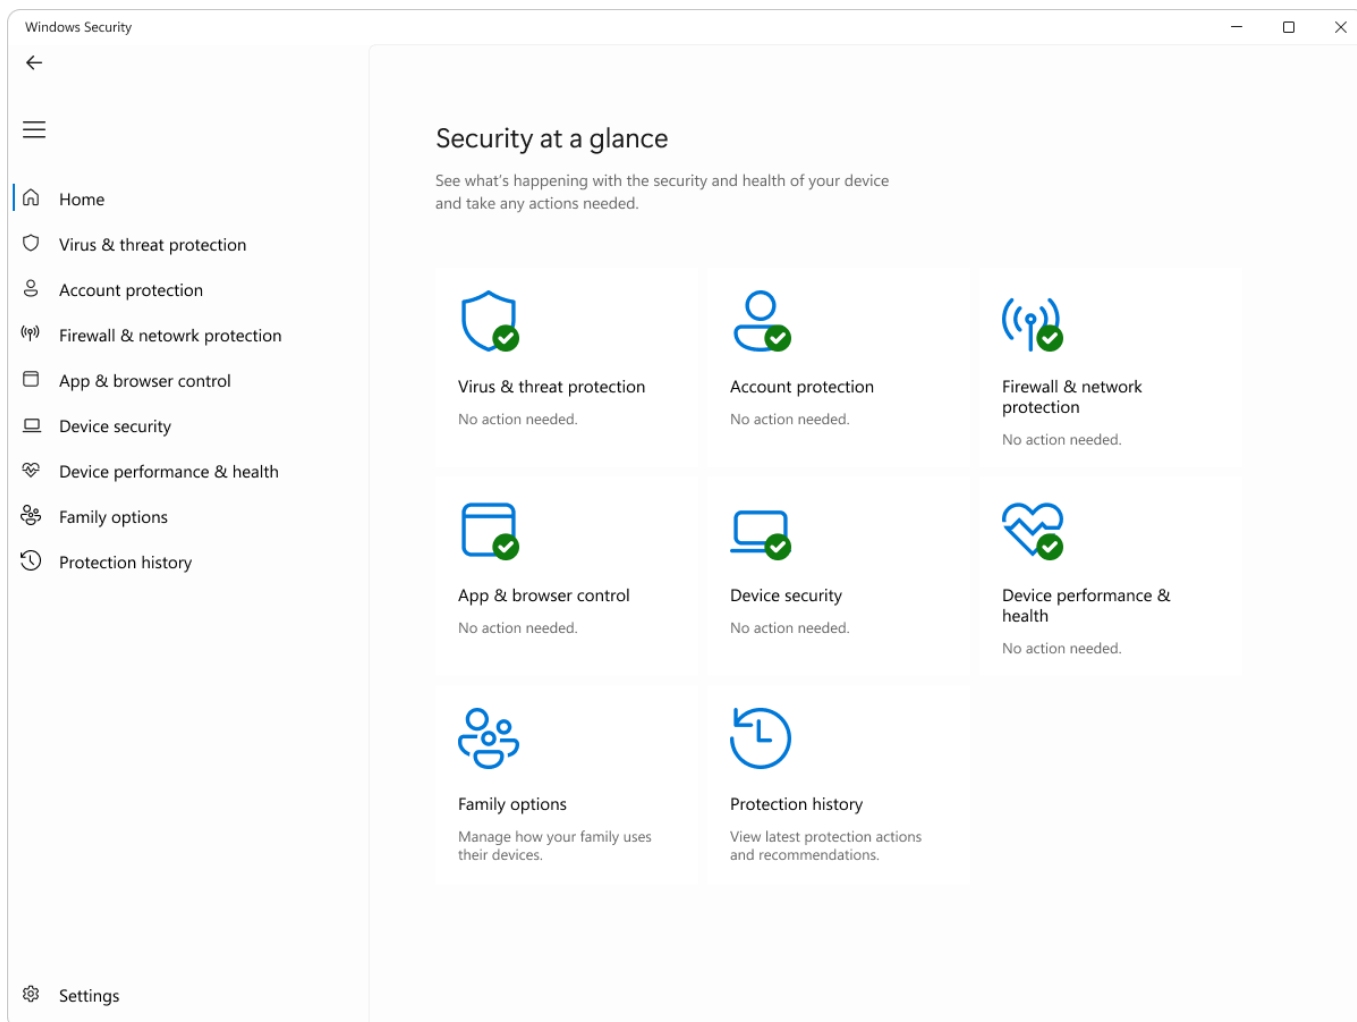 Windows Security
Home
Virus & threat protection
Account protection
Firewall & netowrk protection
App & browser control
Device security
Device performance & health
Family options
Protection history
Settings
Security at a glance
See what's happening with the security and health of your device
and take any actions needed.
Virus & threat protection
No action needed.
Account protection
No action needed.
Firewall & network
protection
No action needed.
App & browser control
No action needed.
Device security
No action needed.
Device performance &
health
No action needed.
Family options
Manage how your family uses
their devices.
Protection history
View latest protection actions
and recommendations.